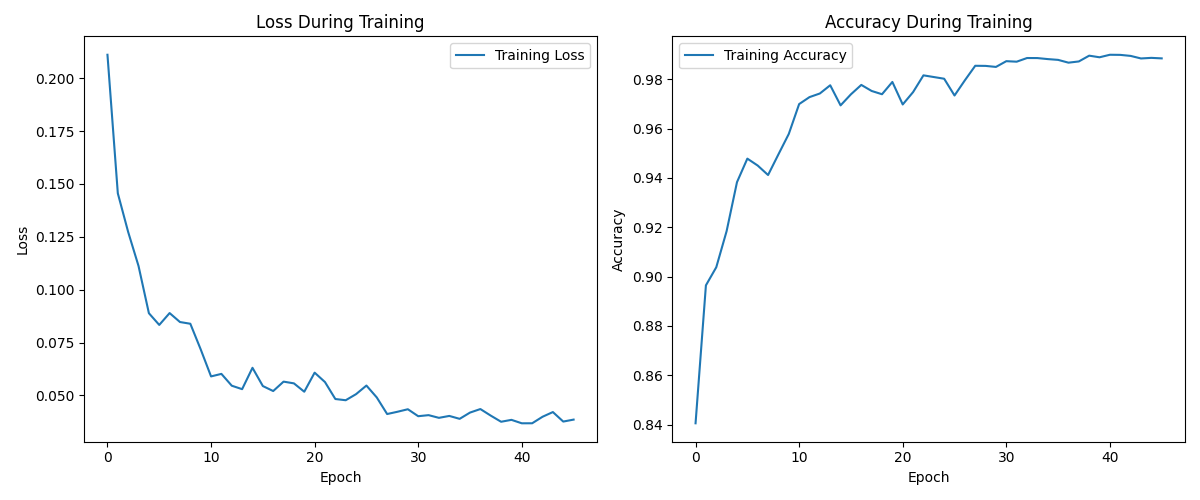 Loss During Training
Training Loss
0.200
0.175
0.150
0.125
0.100
0.075
0.050
Loss
0 10 20 30 40
Epoch
Accuracy During Training
Training Accuracy
0.98
0.96
0.94
0.92
0.90
0.88
0.86
0.84
Accuracy
0 10 20 30 40
Epoch